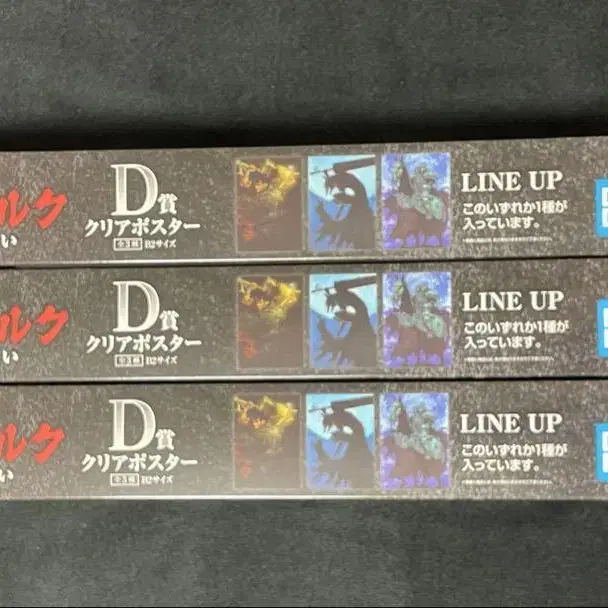 ルク
い
D賞
クリアポスター
全3種 B2サイズ
LINE UP
このいずれか1種が
入っています。
ルク
い
D賞
クリアポスター
全3種 B2サイズ
LINE UP
このいずれか1種が
入っています。
ルク
い
D賞
クリアポスター
全3種 B2サイズ
LINE UP
このいずれか1種が
入っています。